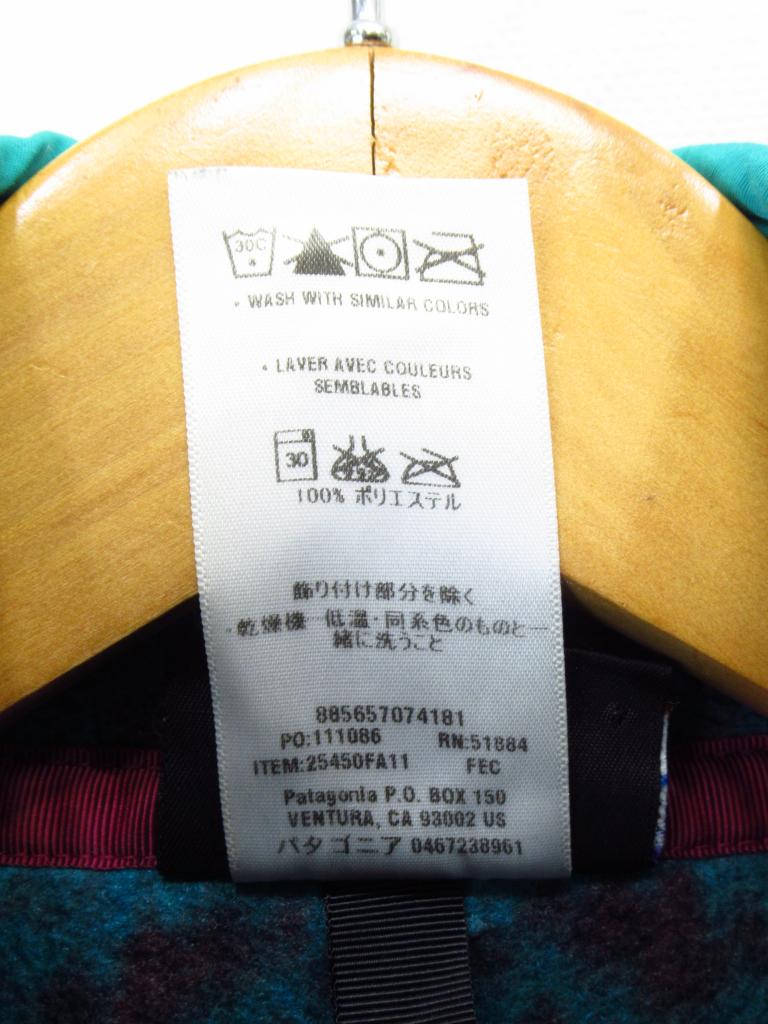 30C
• WASH WITH SIMILAR COLORS
• LAVER AVEC COULEURS
SEMBLABLES
30
100% ポリエステル
飾り付け部分を除く
・乾燥機 低温・同系色のものと一
緒に洗うこと
885657074181
PO:111086 RN:51884
ITEM:25450FA11 FEC
Patagonia P.O. BOX 150
VENTURA, CA 93002 US
パタゴニア 0467238961